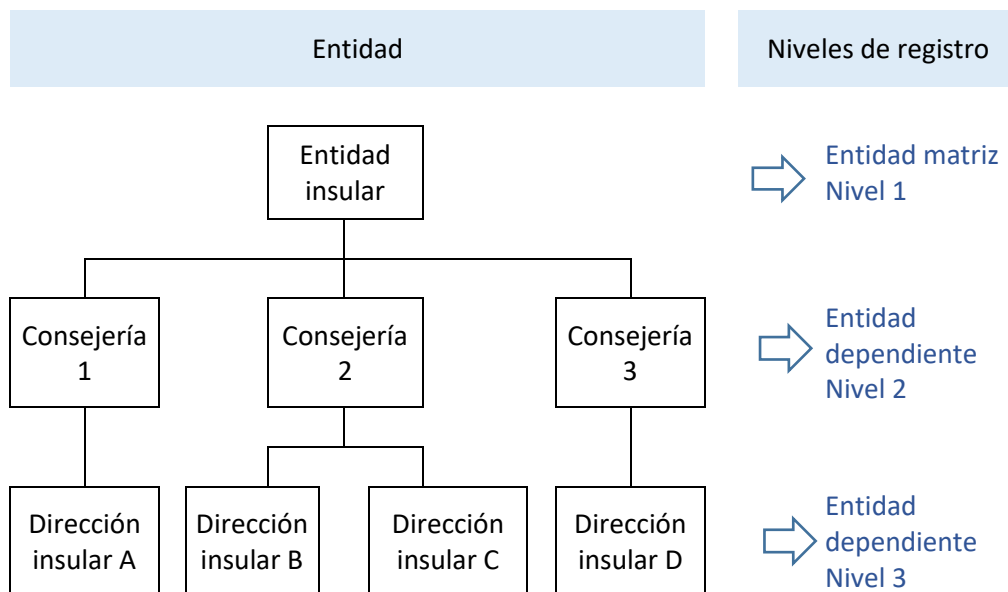 Entidad
Niveles de registro
Entidad
insular
Entidad matriz
Nivel 1
Consejería
1
Consejería
2
Consejería
3
Entidad
dependiente
Nivel 2
Dirección
insular A
Dirección
insular B
Dirección
insular C
Dirección
insular D
Entidad
dependiente
Nivel 3